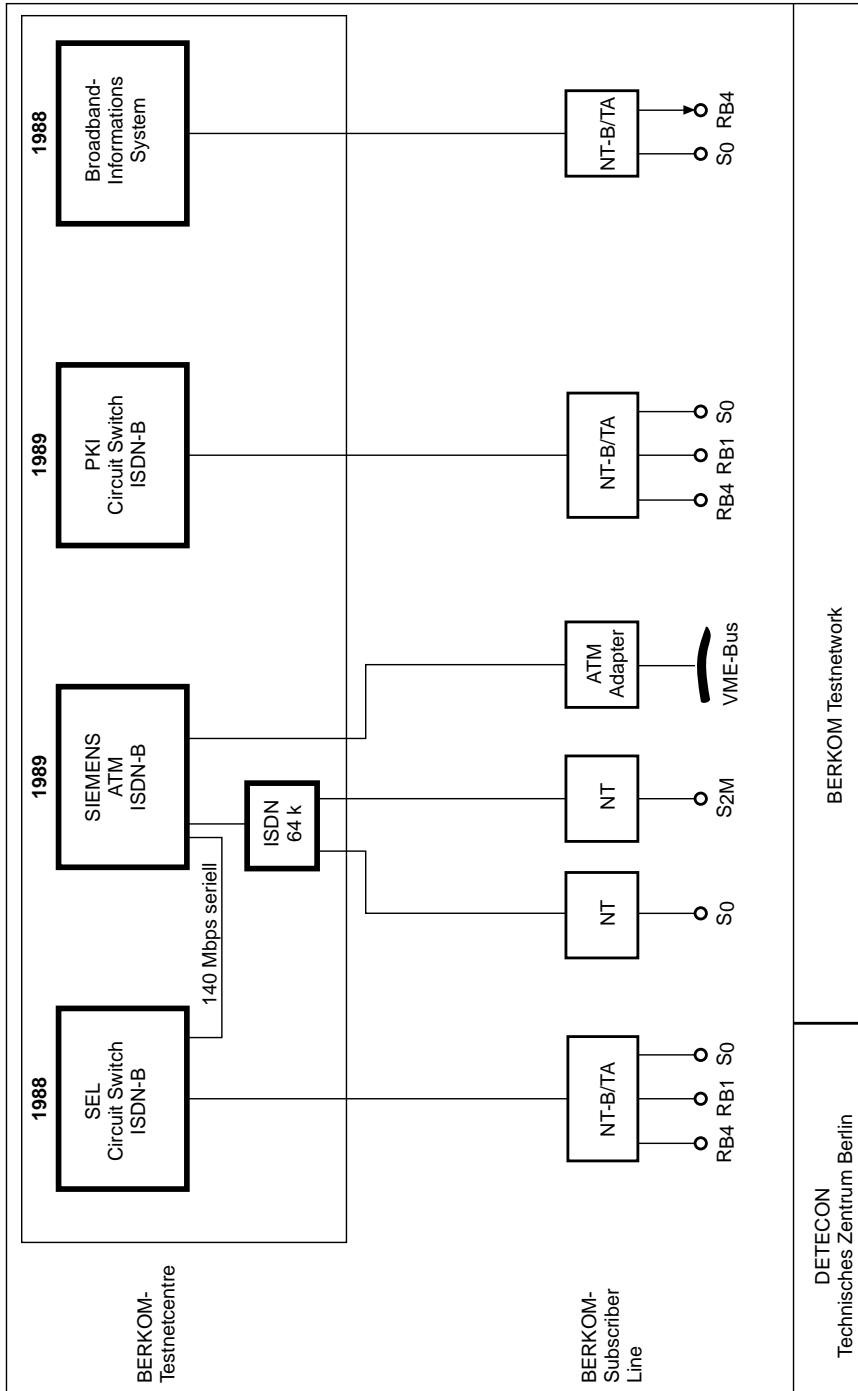 1988
1989
1989
1988
SEL
Circuit Switch
ISDN-B
SIEMENS
ATM
ISDN-B
PKI
Circuit Switch
ISDN-B
Broadband-
Informations
System
BERKOM-
Testnetcentre
140 Mbps seriell
ISDN
64 k
BERKOM-
Subscriber
Line
NT-B/TA
NT
NT
ATM
Adapter
NT-B/TA
NT-B/TA
RB4
RB1
S0
S0
S2M
VME-Bus
RB4
RB1
S0
S0
RB4
DETECON
Technisches Zentrum Berlin
BERKOM Testnetwork